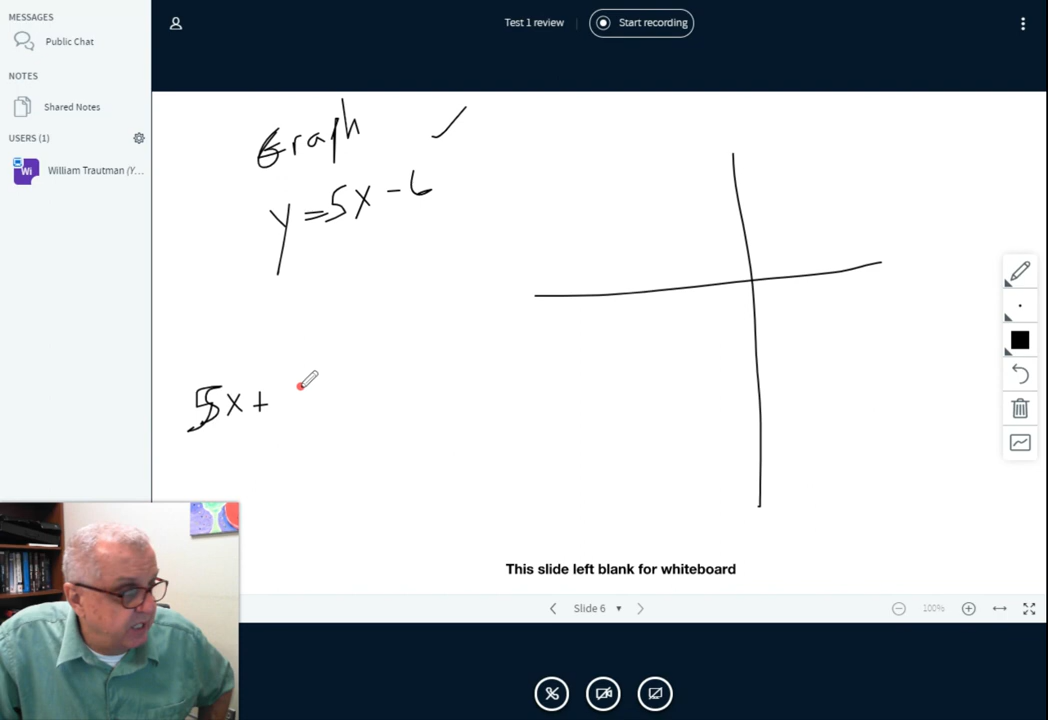 MESSAGES
Public Chat
NOTES
Shared Notes
USERS (1)
Wi
William Trautman (Y...
Test 1 review
Start recording
Graph
y = 5x - 6
5x +
This slide left blank for whiteboard
Slide 6
100%